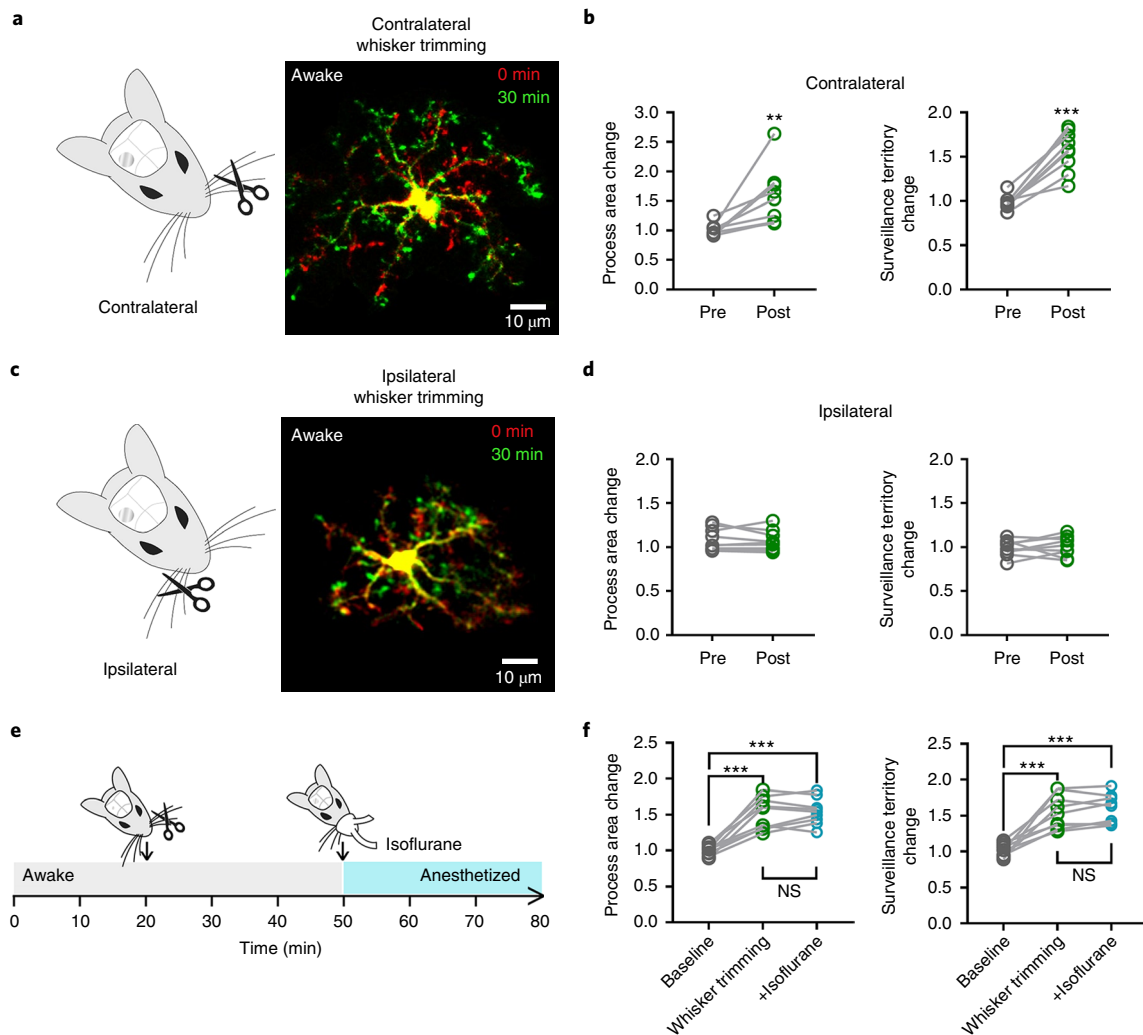 a
Contralateral
whisker trimming
Awake
0 min
30 min
10 μm
Contralateral
b
Contralateral
Process area change
3.0
2.5
2.0
1.5
1.0
0.5
0.0
**
Pre
Post
Surveillance territory
change
2.0
1.5
1.0
0.5
0.0
***
Pre
Post
c
Ipsilateral
whisker trimming
Awake
0 min
30 min
10 μm
Ipsilateral
d
Ipsilateral
Process area change
2.0
1.5
1.0
0.5
0.0
Pre
Post
Surveillance territory
change
2.0
1.5
1.0
0.5
0.0
Pre
Post
e
Isoflurane
Awake
Anesthetized
0
10
20
30
40
50
60
70
80
Time (min)
f
Process area change
2.5
2.0
1.5
1.0
0.5
0.0
***
***
NS
Baseline
Whisker trimming
+Isoflurane
Surveillance territory
change
2.5
2.0
1.5
1.0
0.5
0.0
***
***
NS
Baseline
Whisker trimming
+Isoflurane